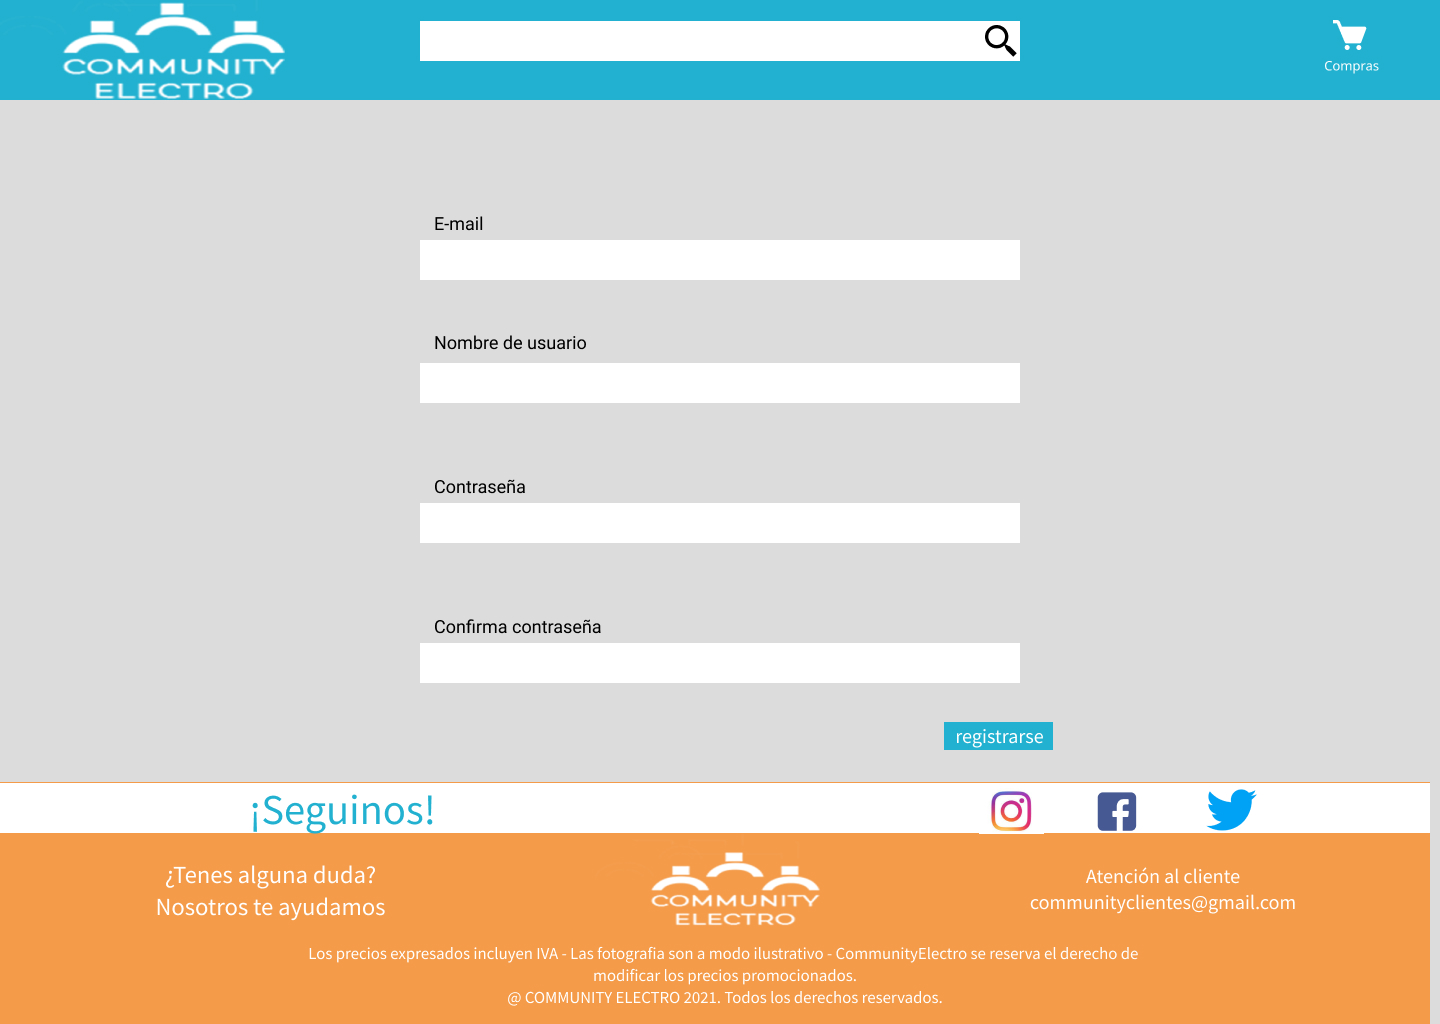 COMMUNITY
ELECTRO
Compras
E-mail
Nombre de usuario
Contraseña
Confirma contraseña
registrarse
¡Seguinos!
¿Tenes alguna duda?
Nosotros te ayudamos
COMMUNITY
ELECTRO
Atención al cliente
communityclientes@gmail.com
Los precios expresados incluyen IVA - Las fotografia son a modo ilustrativo - CommunityElectro se reserva el derecho de
modificar los precios promocionados.
@ COMMUNITY ELECTRO 2021. Todos los derechos reservados.